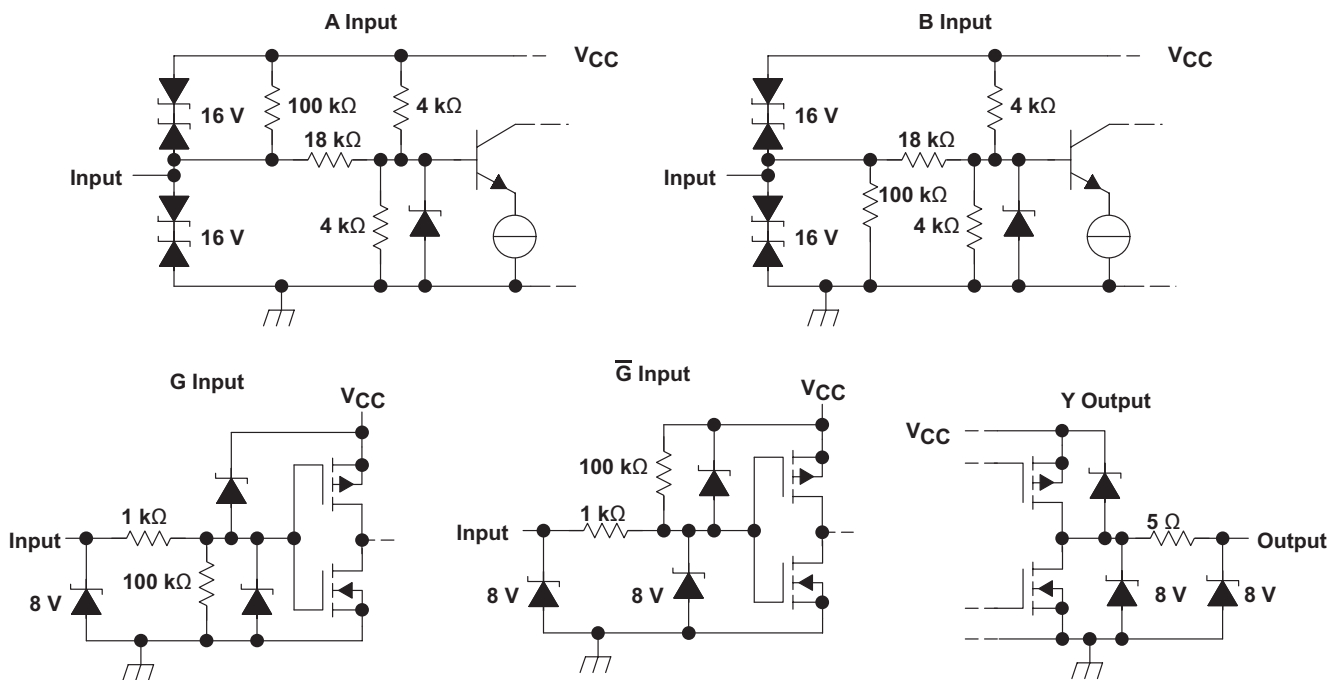 A Input
B Input
VCC
VCC
16 V
100 kΩ
4 kΩ
16 V
4 kΩ
18 kΩ
18 kΩ
Input
Input
100 kΩ
16 V
4 kΩ
16 V
4 kΩ
G Input
G̅ Input
VCC
VCC
Y Output
VCC
100 kΩ
1 kΩ
1 kΩ
5 Ω
Input
Input
Output
8 V
100 kΩ
8 V
8 V
8 V
8 V